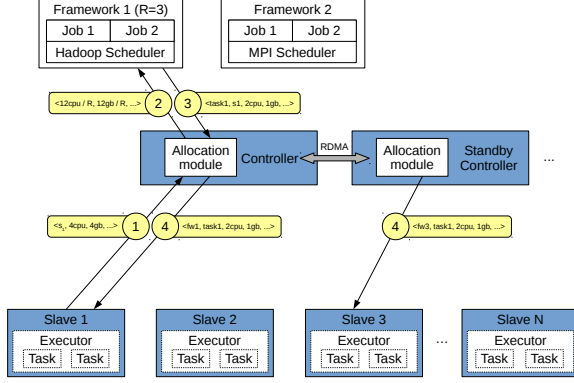 Framework 1 (R=3)
Framework 2
Job 1 Job 2
Job 1 Job 2
Hadoop Scheduler
MPI Scheduler
<12cpu / R, 12gb / R, ...> 2
3 <task1, s1, 2cpu, 1gb, ...>
Allocation module
Controller
RDMA
Allocation module
Standby Controller
...
<s1, 4cpu, 4gb, ...> 1
4 <fw1, task1, 2cpu, 1gb, ...>
4 <fw3, task1, 2cpu, 1gb, ...>
Slave 1
Executor
Task Task
Slave 2
Executor
Task Task
Slave 3
Executor
Task Task
...
Slave N
Executor
Task Task